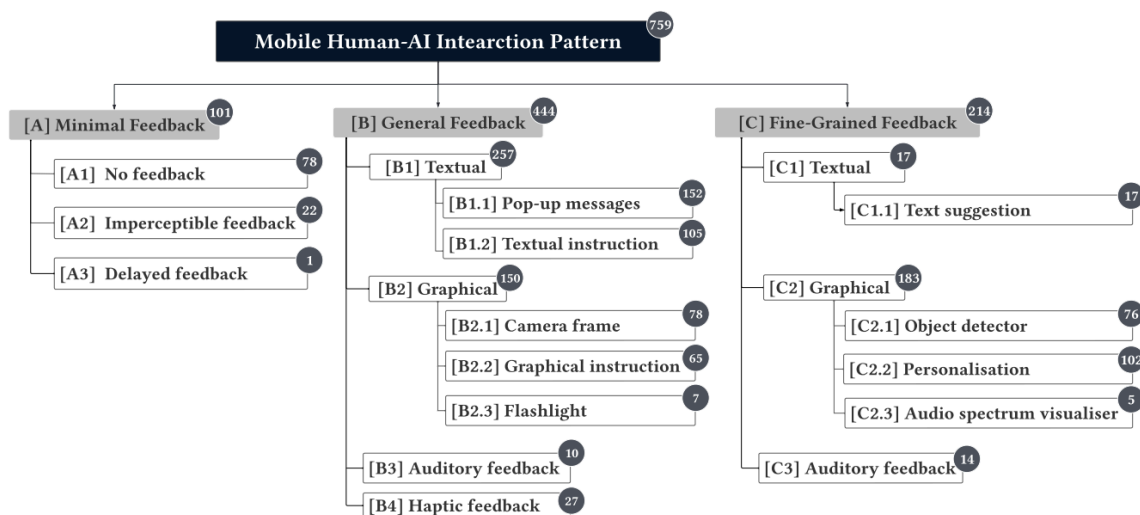 Mobile Human-AI Intearction Pattern
759
[A] Minimal Feedback
101
[A1] No feedback
78
[A2] Imperceptible feedback
22
[A3] Delayed feedback
1
[B] General Feedback
444
[B1] Textual
257
[B1.1] Pop-up messages
152
[B1.2] Textual instruction
105
[B2] Graphical
150
[B2.1] Camera frame
78
[B2.2] Graphical instruction
65
[B2.3] Flashlight
7
[B3] Auditory feedback
10
[B4] Haptic feedback
27
[C] Fine-Grained Feedback
214
[C1] Textual
17
[C1.1] Text suggestion
17
[C2] Graphical
183
[C2.1] Object detector
76
[C2.2] Personalisation
102
[C2.3] Audio spectrum visualiser
5
[C3] Auditory feedback
14